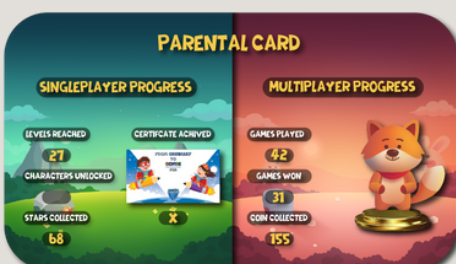 PARENTAL CARD
SINGLEPLAYER PROGRESS
LEVELS REACHED
27
CHARACTERS UNLOCKED
STARS COLLECTED
68
CERTIFCATE ACHIVED
X
MULTIPLAYER PROGRESS
GAMES PLAYED
42
GAMES WON
31
COIN COLLECTED
155